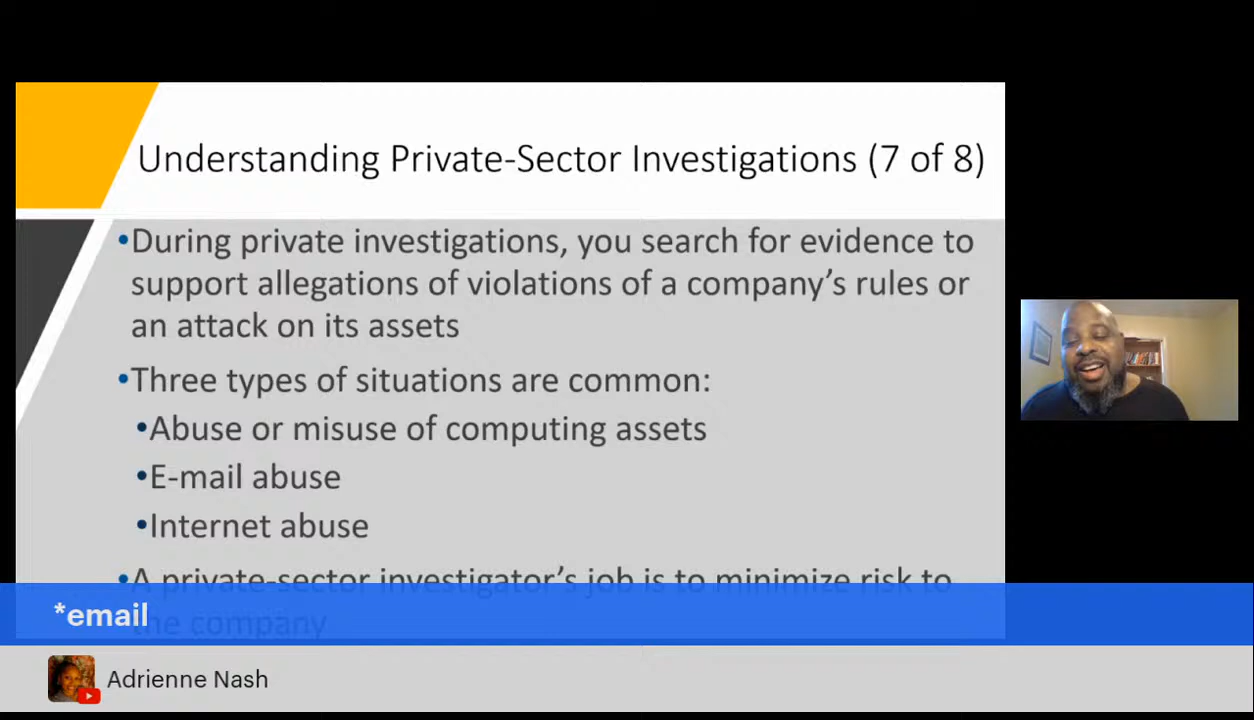 Understanding Private-Sector Investigations (7 of 8)
•During private investigations, you search for evidence to
support allegations of violations of a company's rules or
an attack on its assets
•Three types of situations are common:
•Abuse or misuse of computing assets
•E-mail abuse
•Internet abuse
•A private-sector investigator's job is to minimize risk to
the company
*email
Adrienne Nash